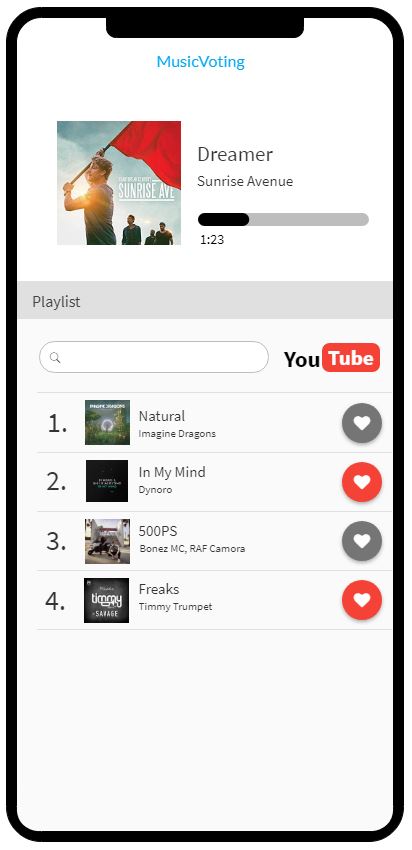 MusicVoting
Dreamer
Sunrise Avenue
SUNRISE AVE
1:23
Playlist
YouTube
1.
IMAGINE DRAGONS
Natural
Imagine Dragons
2.
In My Mind
Dynoro
3.
500PS
Bonez MC, RAF Camora
4.
timmy
SAVAGE
Freaks
Timmy Trumpet